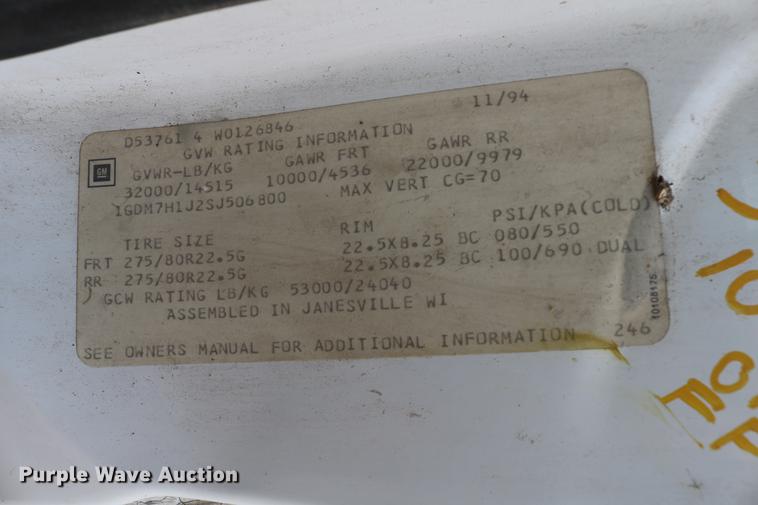 D53761 4 W0126846
11/94
GVW RATING INFORMATION
GM
GVWR-LB/KG GAWR FRT GAWR RR
32000/14515 10000/4536 22000/9979
1GDM7H1J2SJ506800 MAX VERT CG=70
TIRE SIZE RIM PSI/KPA(COLD)
FRT 275/80R22.5G 22.5X8.25 BC 080/550
RR 275/80R22.5G 22.5X8.25 BC 100/690 DUAL
GCW RATING LB/KG 53000/24040
ASSEMBLED IN JANESVILLE WI
SEE OWNERS MANUAL FOR ADDITIONAL INFORMATION 246
10108175
10
Purple Wave Auction